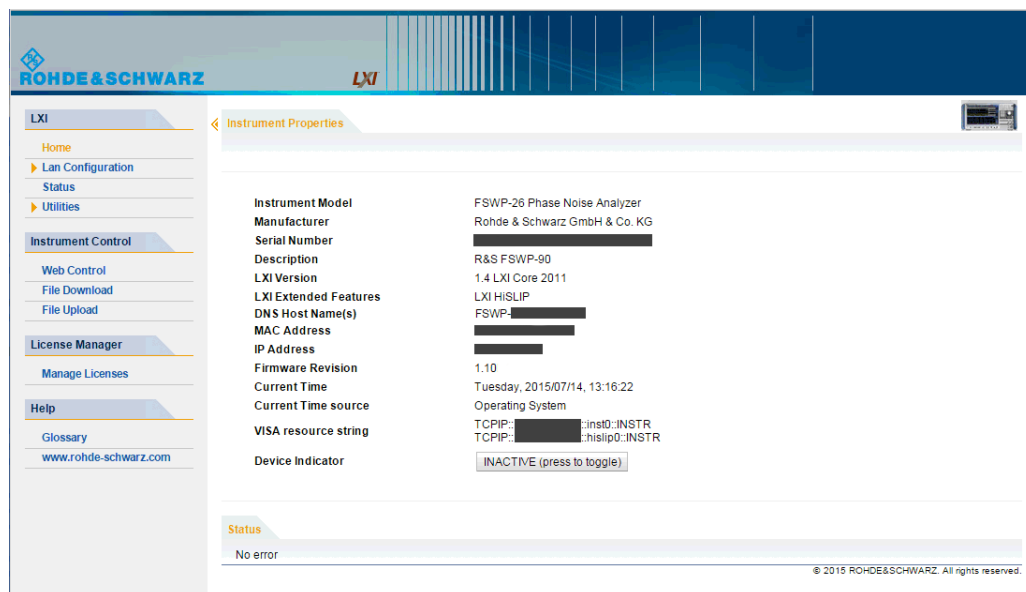 ROHDE&SCHWARZ
LXI
LXI
Home
Lan Configuration
Status
Utilities
Instrument Control
Web Control
File Download
File Upload
License Manager
Manage Licenses
Help
Glossary
www.rohde-schwarz.com
Instrument Properties
Instrument Model FSWP-26 Phase Noise Analyzer
Manufacturer Rohde & Schwarz GmbH & Co. KG
Serial Number
Description R&S FSWP-90
LXI Version 1.4 LXI Core 2011
LXI Extended Features LXI HiSLIP
DNS Host Name(s) FSWP-
MAC Address
IP Address
Firmware Revision 1.10
Current Time Tuesday, 2015/07/14, 13:16:22
Current Time source Operating System
VISA resource string TCPIP:: ::inst0::INSTR
TCPIP:: ::hislip0::INSTR
Device Indicator INACTIVE (press to toggle)
Status
No error
© 2015 ROHDE&SCHWARZ. All rights reserved.